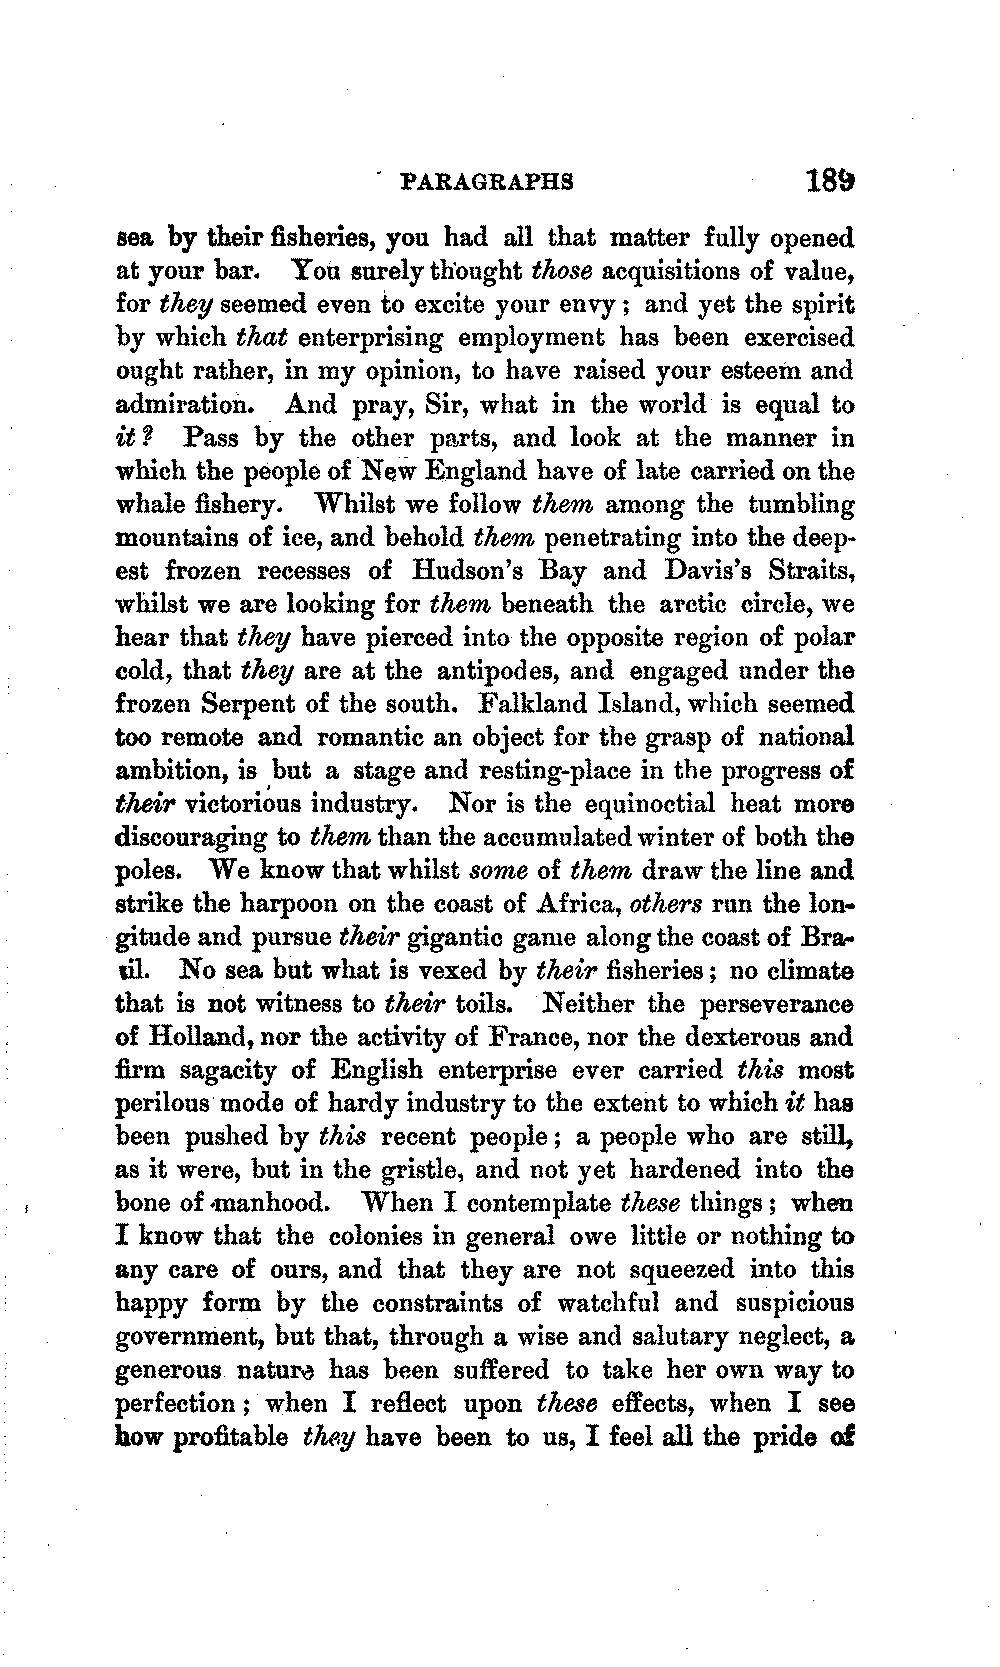 PARAGRAPHS 189
sea by their fisheries, you had all that matter fully opened
at your bar. You surely thought those acquisitions of value,
for they seemed even to excite your envy; and yet the spirit
by which that enterprising employment has been exercised
ought rather, in my opinion, to have raised your esteem and
admiration. And pray, Sir, what in the world is equal to
it? Pass by the other parts, and look at the manner in
which the people of New England have of late carried on the
whale fishery. Whilst we follow them among the tumbling
mountains of ice, and behold them penetrating into the deep-
est frozen recesses of Hudson's Bay and Davis's Straits,
whilst we are looking for them beneath the arctic circle, we
hear that they have pierced into the opposite region of polar
cold, that they are at the antipodes, and engaged under the
frozen Serpent of the south. Falkland Island, which seemed
too remote and romantic an object for the grasp of national
ambition, is but a stage and resting-place in the progress of
their victorious industry. Nor is the equinoctial heat more
discouraging to them than the accumulated winter of both the
poles. We know that whilst some of them draw the line and
strike the harpoon on the coast of Africa, others run the lon-
gitude and pursue their gigantic game along the coast of Bra-
zil. No sea but what is vexed by their fisheries; no climate
that is not witness to their toils. Neither the perseverance
of Holland, nor the activity of France, nor the dexterous and
firm sagacity of English enterprise ever carried this most
perilous mode of hardy industry to the extent to which it has
been pushed by this recent people; a people who are still,
as it were, but in the gristle, and not yet hardened into the
bone of manhood. When I contemplate these things; when
I know that the colonies in general owe little or nothing to
any care of ours, and that they are not squeezed into this
happy form by the constraints of watchful and suspicious
government, but that, through a wise and salutary neglect, a
generous nature has been suffered to take her own way to
perfection; when I reflect upon these effects, when I see
how profitable they have been to us, I feel all the pride of